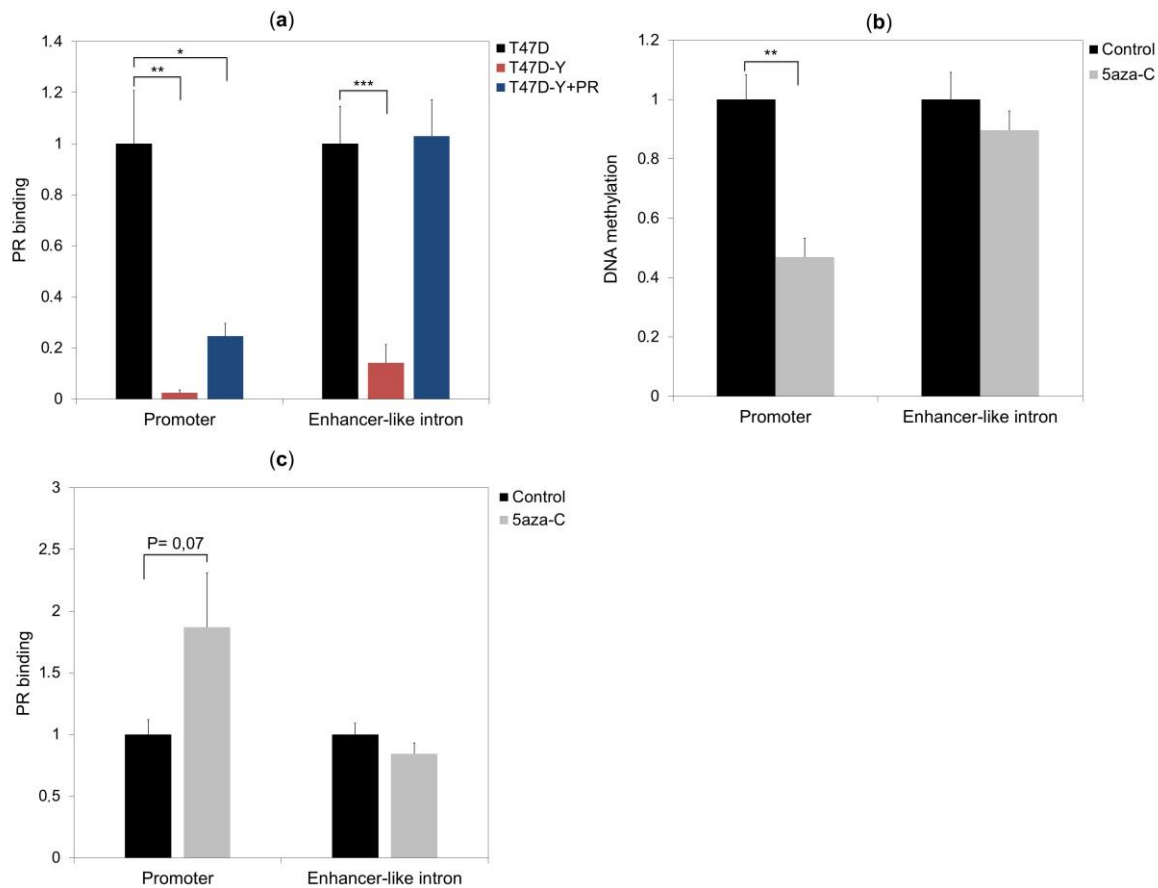 (a)
1.4
1.2
1
0.8
0.6
0.4
0.2
0
PR binding
*
**
***
T47D
T47D-Y
T47D-Y+PR
Promoter
Enhancer-like intron
(b)
1.2
1
0.8
0.6
0.4
0.2
0
DNA methylation
**
Control
5aza-C
Promoter
Enhancer-like intron
(c)
3
2.5
2
1.5
1
0.5
0
PR binding
P= 0,07
Control
5aza-C
Promoter
Enhancer-like intron